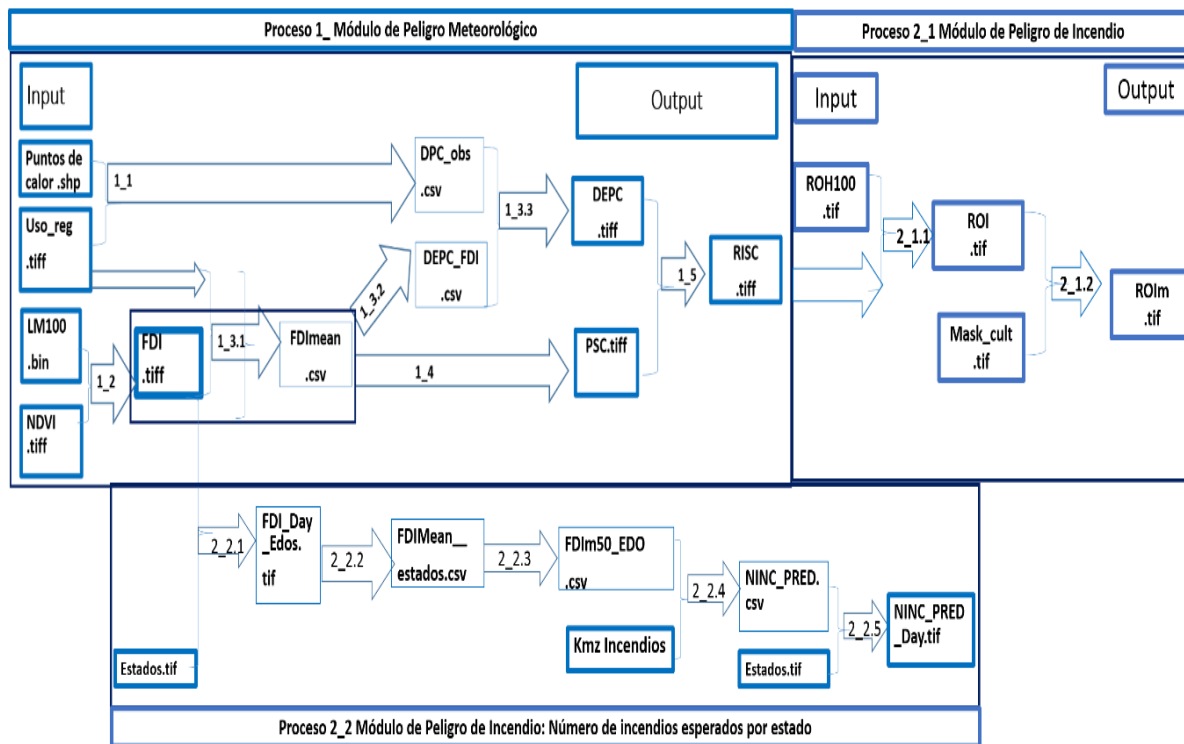 Proceso 1_ Módulo de Peligro Meteorológico
Proceso 2_1 Módulo de Peligro de Incendio
Input
Output
Puntos de
calor .shp
1_1
DPC_obs
.csv
Uso_reg
.tiff
1_3.3
DEPC
.tiff
DEPC_FDI
.csv
1_3.2
1_5
RISC
.tiff
LM100
.bin
1_2
FDI
.tiff
1_3.1
FDImean
.csv
1_4
PSC.tiff
NDVI
.tiff
Input
Output
ROH100
.tif
2_1.1
ROI
.tif
2_1.2
ROIm
.tif
Mask_cult
.tif
2_2.1
FDI_Day
_Edos.
tif
2_2.2
FDIMean__
estados.csv
2_2.3
FDIm50_EDO
.csv
2_2.4
NINC_PRED.
csv
2_2.5
NINC_PRED
_Day.tif
Estados.tif
Kmz Incendios
Estados.tif
Proceso 2_2 Módulo de Peligro de Incendio: Número de incendios esperados por estado